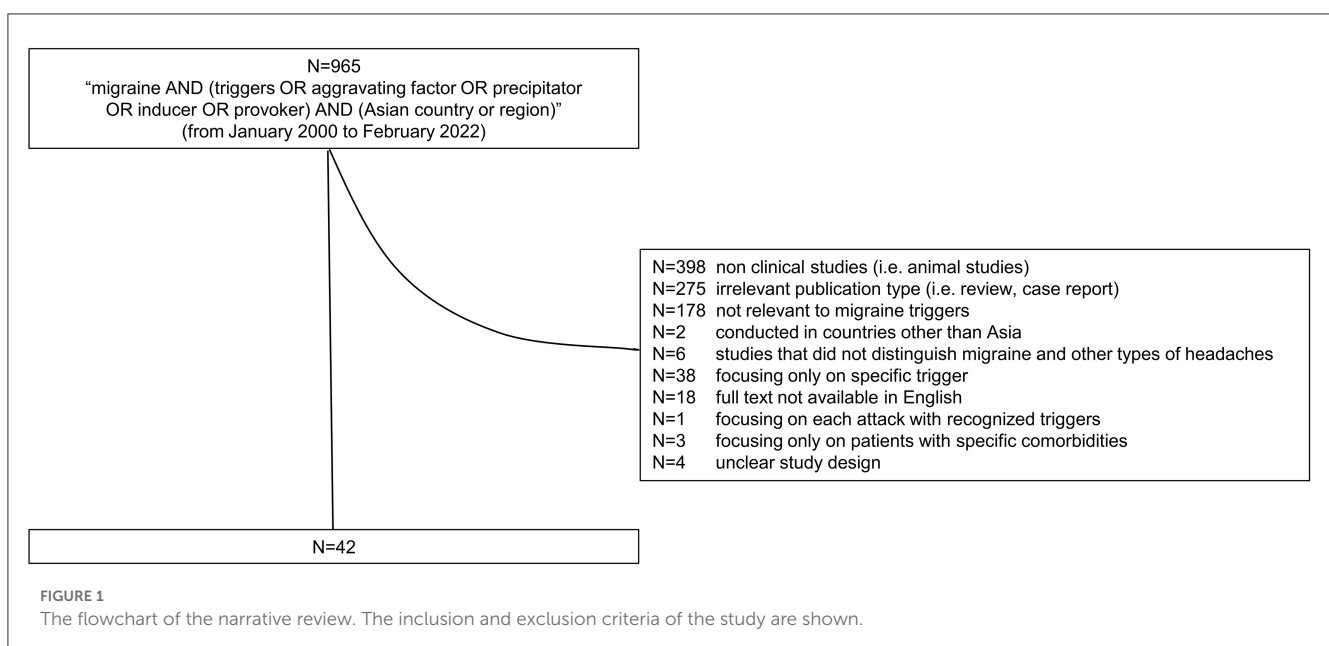 N=965
“migraine AND (triggers OR aggravating factor OR precipitator
OR inducer OR provoker) AND (Asian country or region)”
(from January 2000 to February 2022)
N=398 non clinical studies (i.e. animal studies)
N=275 irrelevant publication type (i.e. review, case report)
N=178 not relevant to migraine triggers
N=2 conducted in countries other than Asia
N=6 studies that did not distinguish migraine and other types of headaches
N=38 focusing only on specific trigger
N=18 full text not available in English
N=1 focusing on each attack with recognized triggers
N=3 focusing only on patients with specific comorbidities
N=4 unclear study design
N=42
FIGURE 1
The flowchart of the narrative review. The inclusion and exclusion criteria of the study are shown.